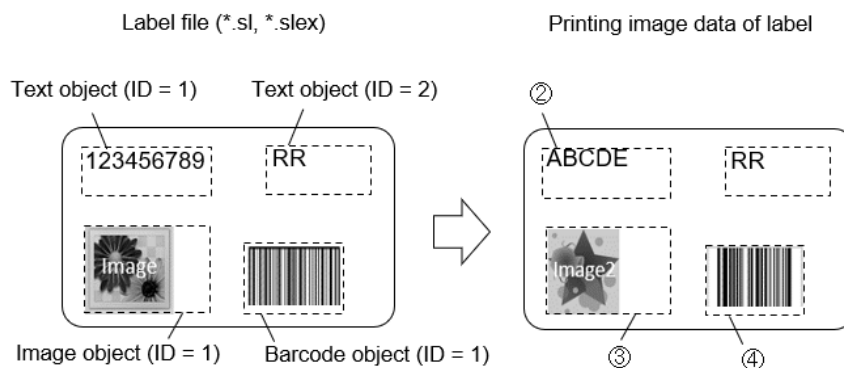 Label file (*.sl, *.slex)
Printing image data of label
Text object (ID = 1)
Text object (ID = 2)
②
123456789
RR
ABCDE
RR
Image
Image2
Image object (ID = 1)
Barcode object (ID = 1)
③
④